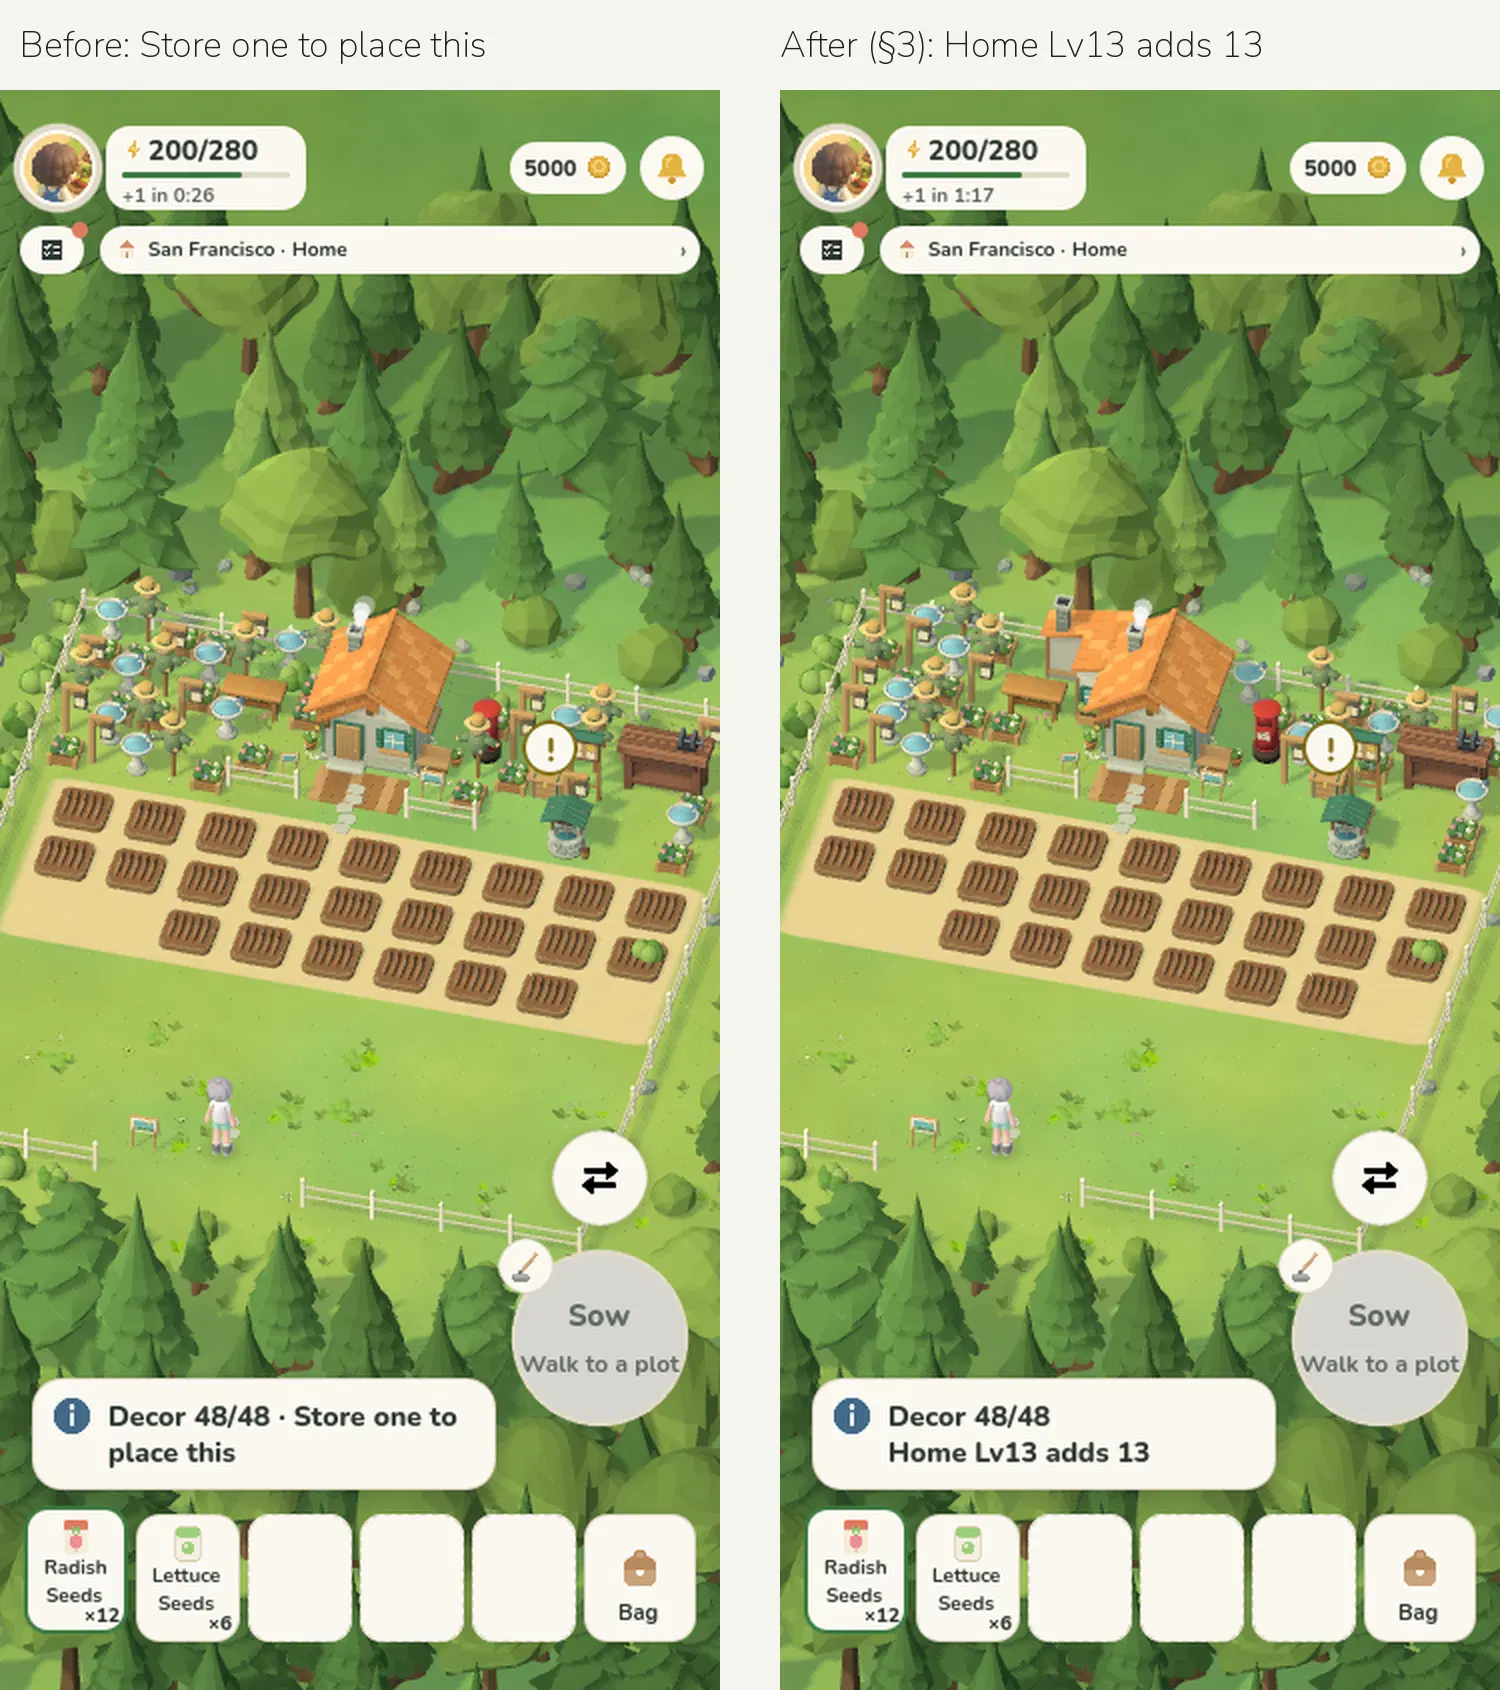 Before: Store one to place this
200/280
+1 in 0:26
5000
San Francisco · Home
›
Sow
Walk to a plot
Decor 48/48 · Store one to
place this
Radish
Seeds
×12
Lettuce
Seeds
×6
Bag
After (§3): Home Lv13 adds 13
200/280
+1 in 1:17
5000
San Francisco · Home
›
Sow
Walk to a plot
Decor 48/48
Home Lv13 adds 13
Radish
Seeds
×12
Lettuce
Seeds
×6
Bag